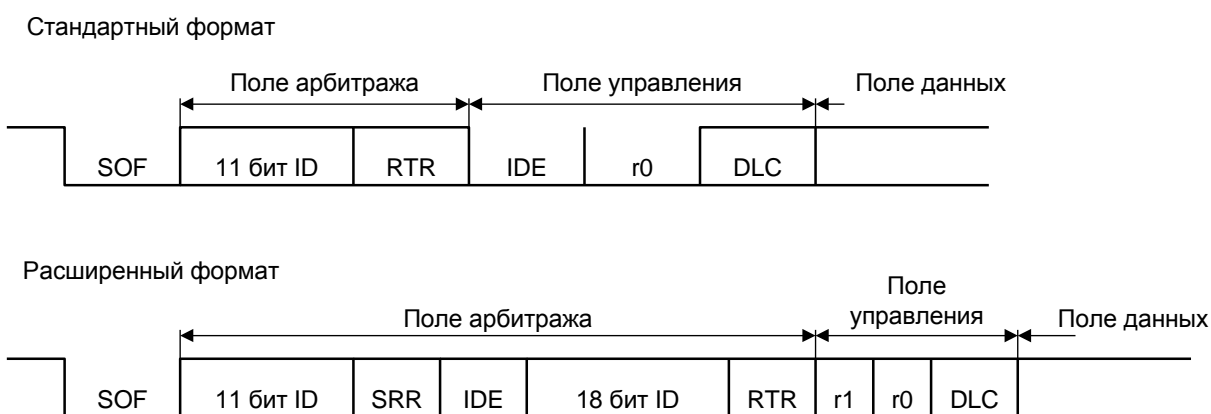 Стандартный формат
Поле арбитража Поле управления Поле данных
SOF 11 бит ID RTR IDE r0 DLC
Расширенный формат
Поле арбитража Поле управления Поле данных
SOF 11 бит ID SRR IDE 18 бит ID RTR r1 r0 DLC